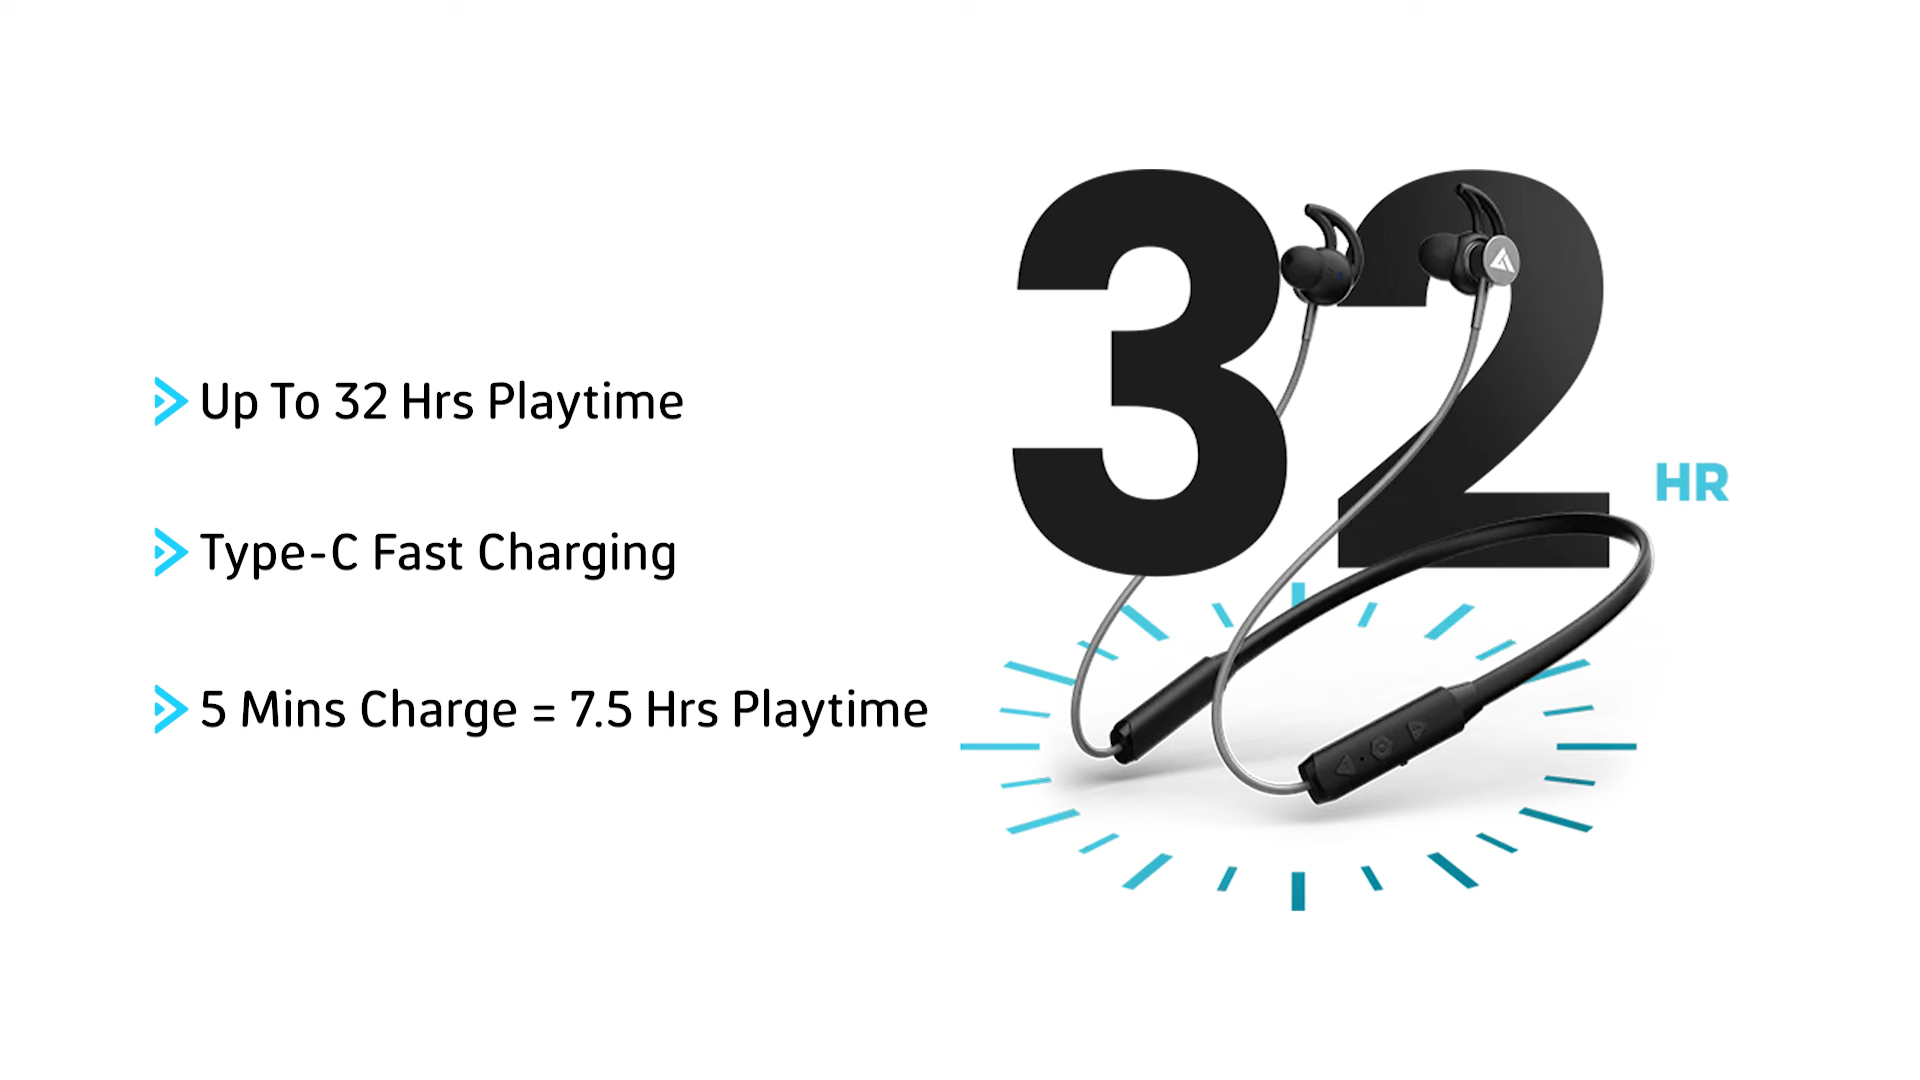 Up To 32 Hrs Playtime
Type-C Fast Charging
5 Mins Charge = 7.5 Hrs Playtime
32
HR